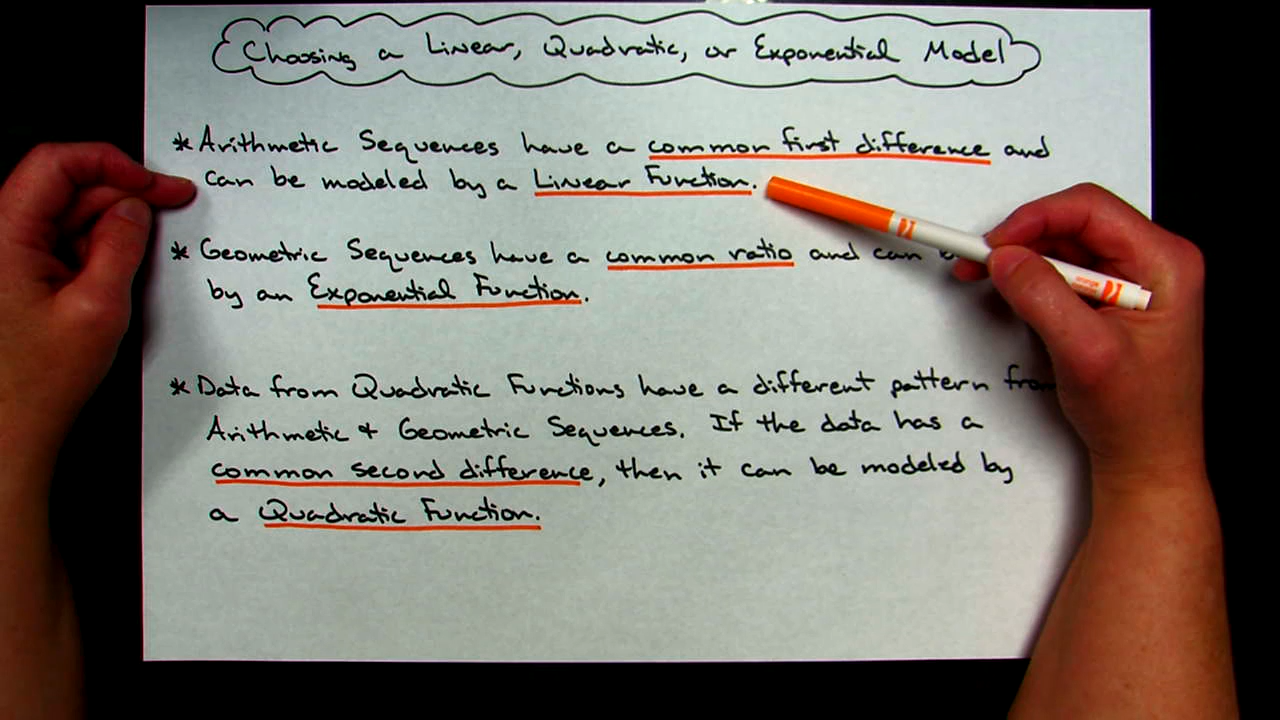 Choosing a Linear, Quadratic, or Exponential Model
* Arithmetic Sequences have a common first difference and
can be modeled by a Linear Function.
* Geometric Sequences have a common ratio and can
by an Exponential Function.
* Data from Quadratic Functions have a different pattern from
Arithmetic + Geometric Sequences. If the data has a
common second difference, then it can be modeled by
a Quadratic Function.